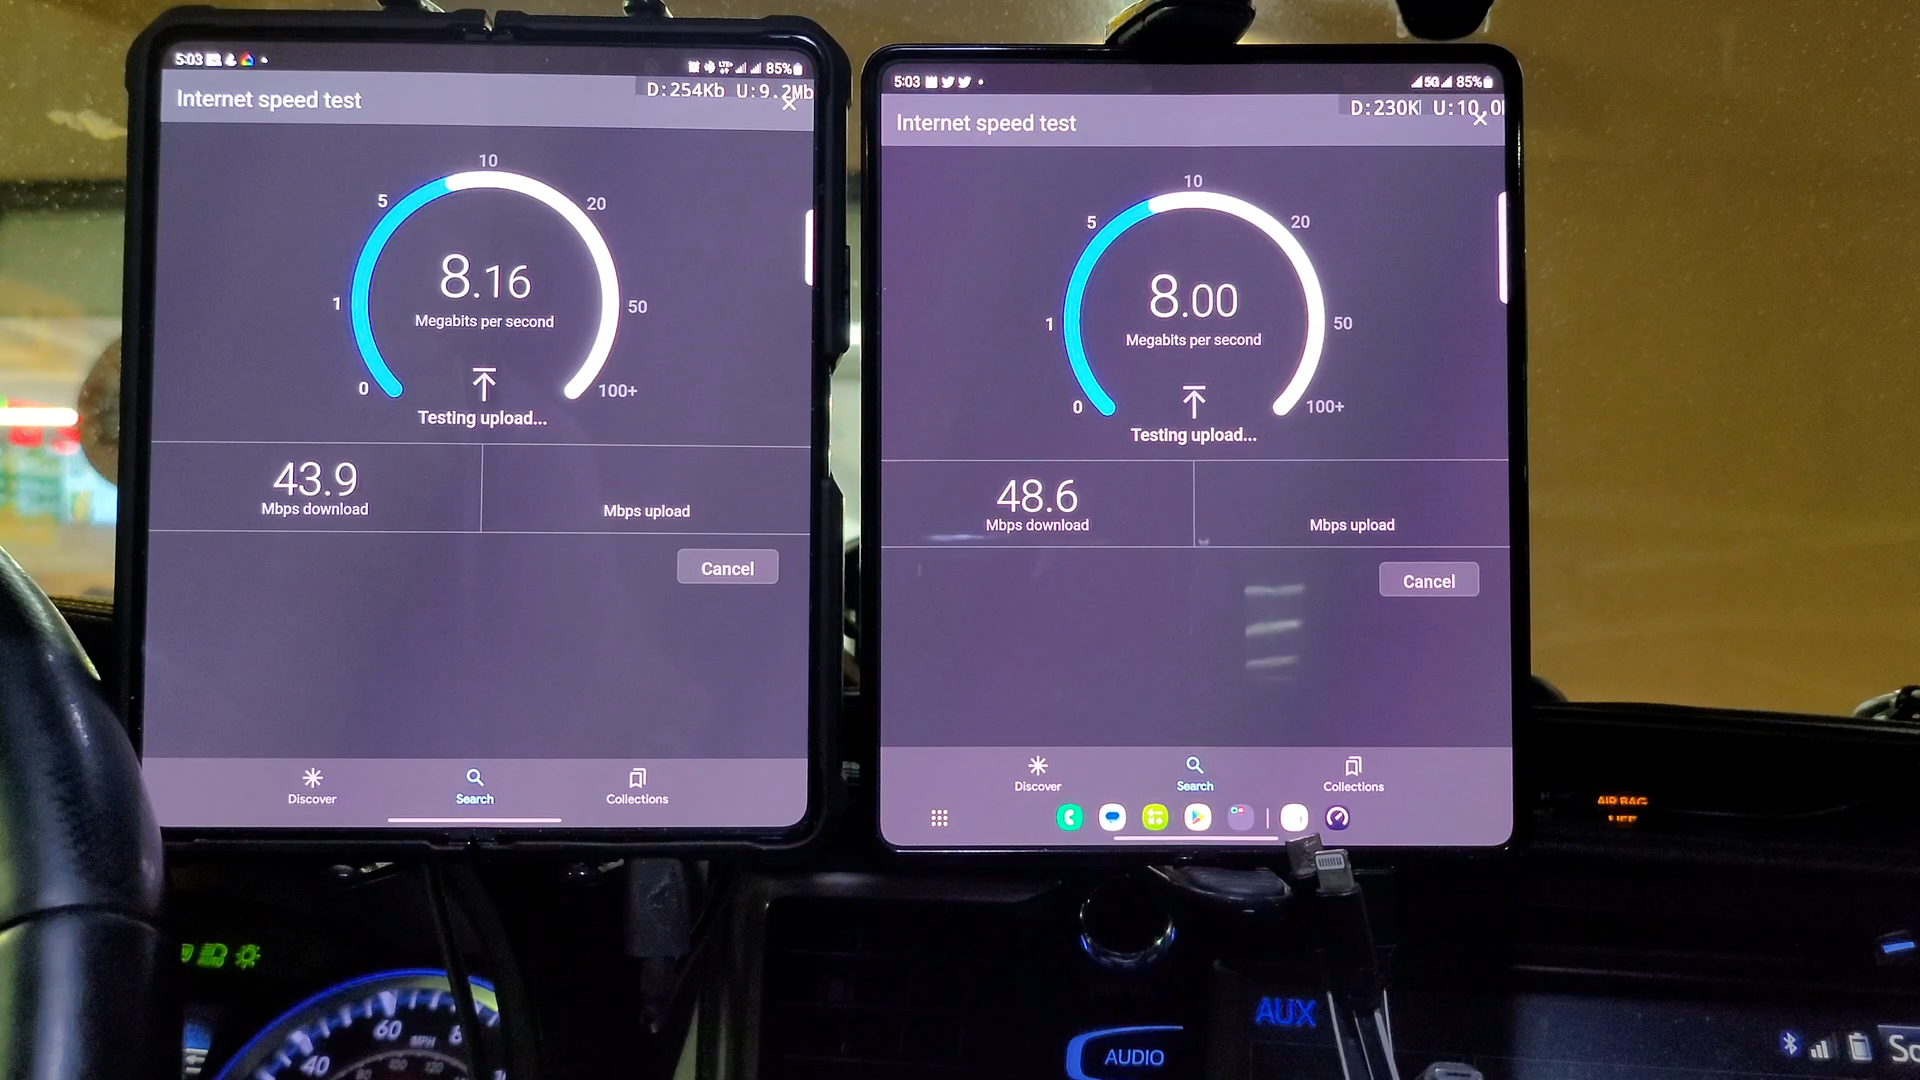 5:03
LTE+
85%
D:254Kb U:9.2Mb
Internet speed test
0
1
5
10
20
50
100+
8.16
Megabits per second
Testing upload...
43.9
Mbps download
Mbps upload
Cancel
Discover
Search
Collections
5:03
5G
85%
D:230K U:10.0
Internet speed test
0
1
5
10
20
50
100+
8.00
Megabits per second
Testing upload...
48.6
Mbps download
Mbps upload
Cancel
Discover
Search
Collections
AIR BAG
40
60
MPH
AUX
AUDIO